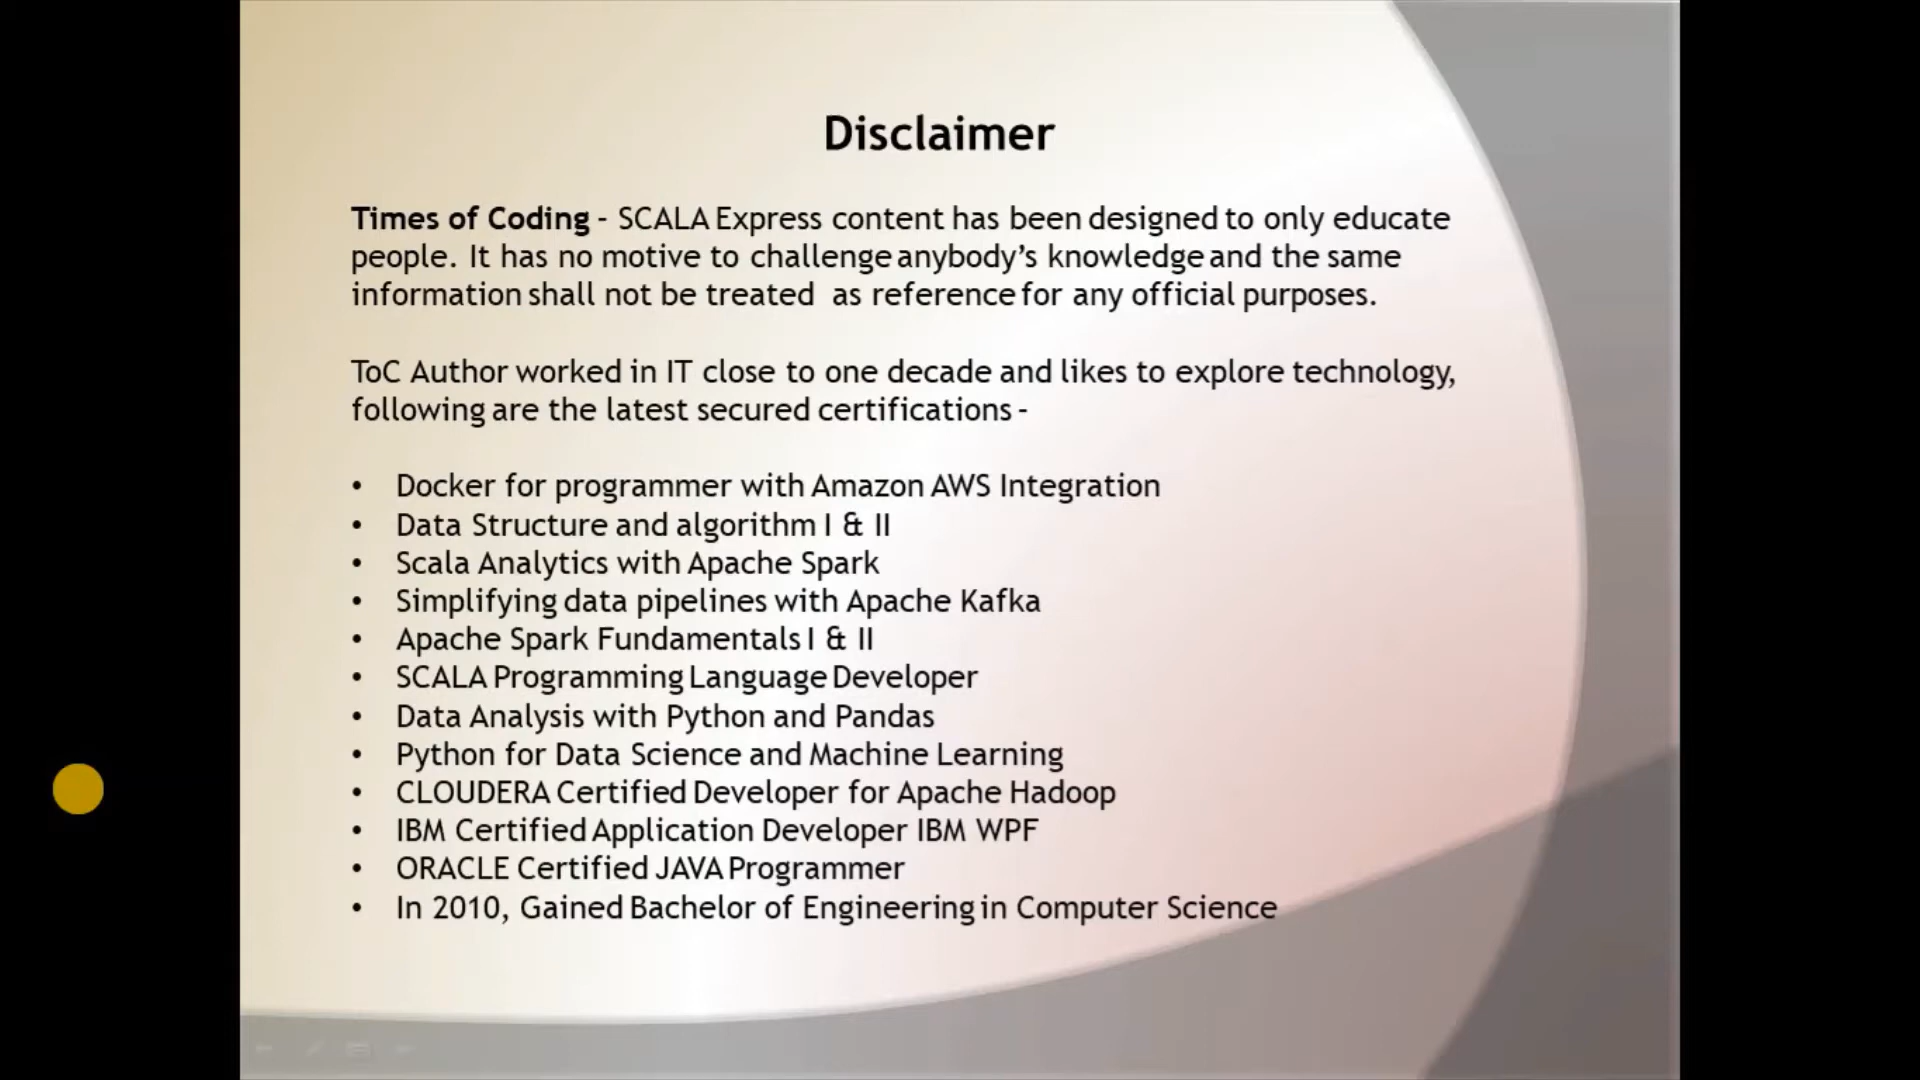 Disclaimer
Times of Coding - SCALA Express content has been designed to only educate
people. It has no motive to challenge anybody’s knowledge and the same
information shall not be treated as reference for any official purposes.
ToC Author worked in IT close to one decade and likes to explore technology,
following are the latest secured certifications -
• Docker for programmer with Amazon AWS Integration
• Data Structure and algorithm I & II
• Scala Analytics with Apache Spark
• Simplifying data pipelines with Apache Kafka
• Apache Spark Fundamentals I & II
• SCALA Programming Language Developer
• Data Analysis with Python and Pandas
• Python for Data Science and Machine Learning
• CLOUDERA Certified Developer for Apache Hadoop
• IBM Certified Application Developer IBM WPF
• ORACLE Certified JAVA Programmer
• In 2010, Gained Bachelor of Engineering in Computer Science